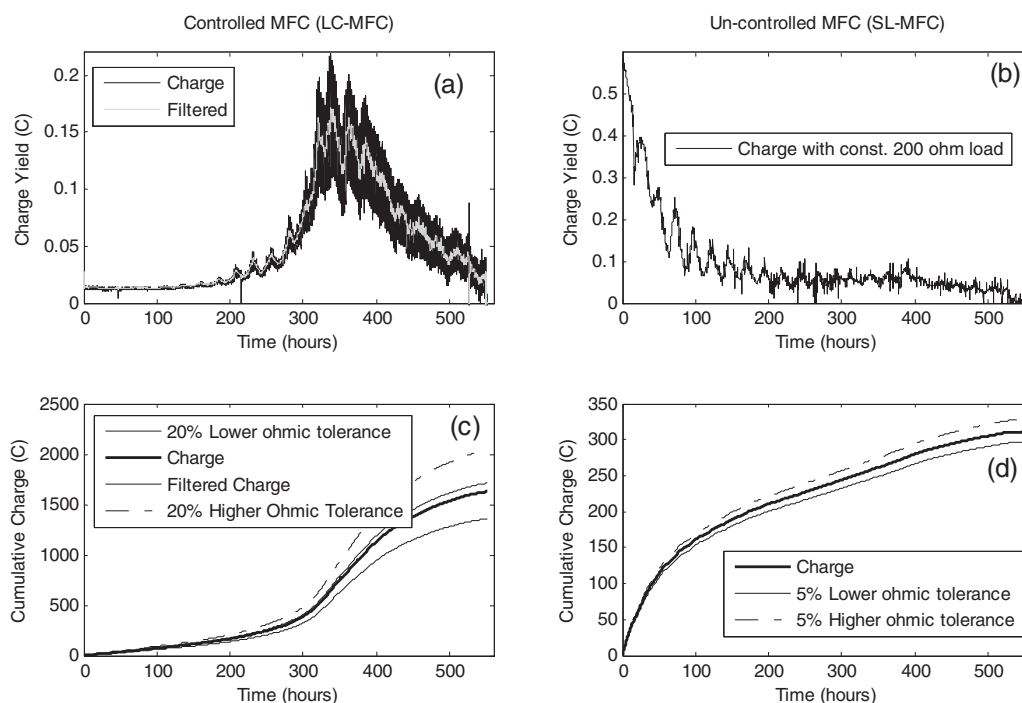 Controlled MFC (LC-MFC)
0.2
0.15
0.1
0.05
0
Charge Yield (C)
Charge
Filtered
(a)
0 100 200 300 400 500
Time (hours)
Un-controlled MFC (SL-MFC)
0.5
0.4
0.3
0.2
0.1
0
Charge Yield (C)
(b)
Charge with const. 200 ohm load
0 100 200 300 400 500
Time (hours)
2500
2000
1500
1000
500
0
Cumulative Charge (C)
20% Lower ohmic tolerance
Charge
Filtered Charge
20% Higher Ohmic Tolerance
(c)
0 100 200 300 400 500
Time (hours)
350
300
250
200
150
100
50
0
Cumulative Charge (C)
(d)
Charge
5% Lower ohmic tolerance
5% Higher ohmic tolerance
0 100 200 300 400 500
Time (hours)